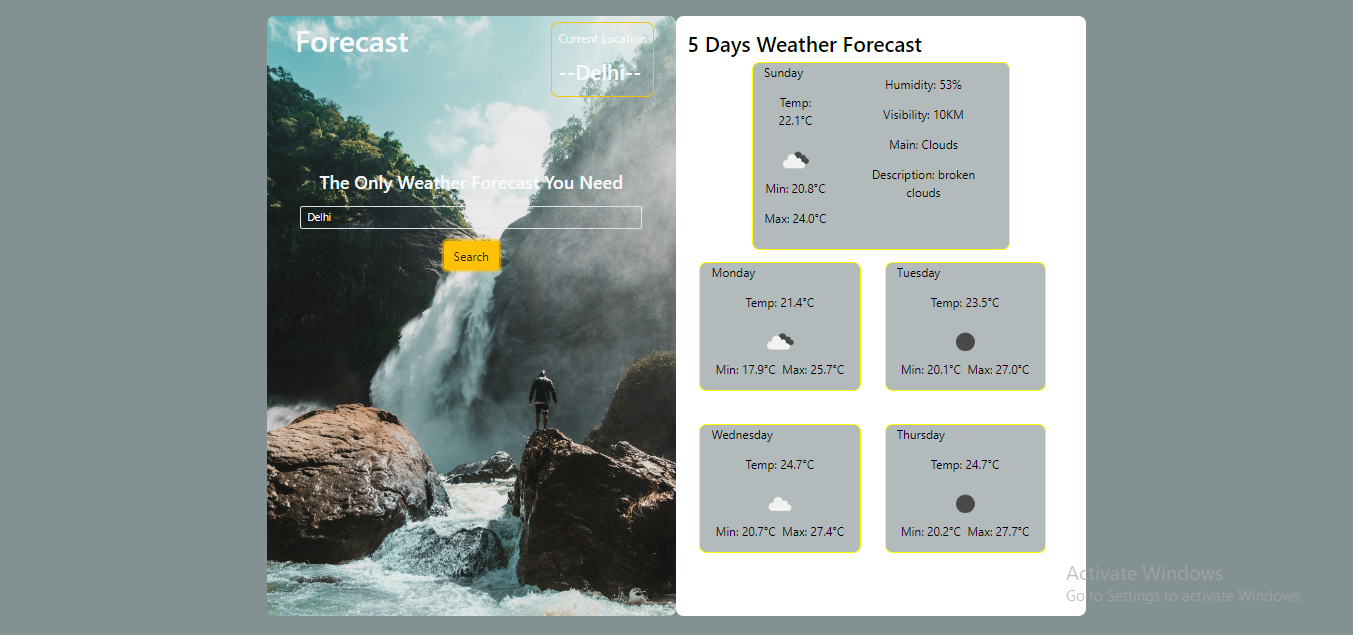 Forecast
Current Location
--Delhi--
The Only Weather Forecast You Need
Delhi
Search
5 Days Weather Forecast
Sunday
Temp:
22.1°C
Min: 20.8°C
Max: 24.0°C
Humidity: 53%
Visibility: 10KM
Main: Clouds
Description: broken
clouds
Monday
Temp: 21.4°C
Min: 17.9°C Max: 25.7°C
Tuesday
Temp: 23.5°C
Min: 20.1°C Max: 27.0°C
Wednesday
Temp: 24.7°C
Min: 20.7°C Max: 27.4°C
Thursday
Temp: 24.7°C
Min: 20.2°C Max: 27.7°C
Activate Windows
Go to Settings to activate Windows.